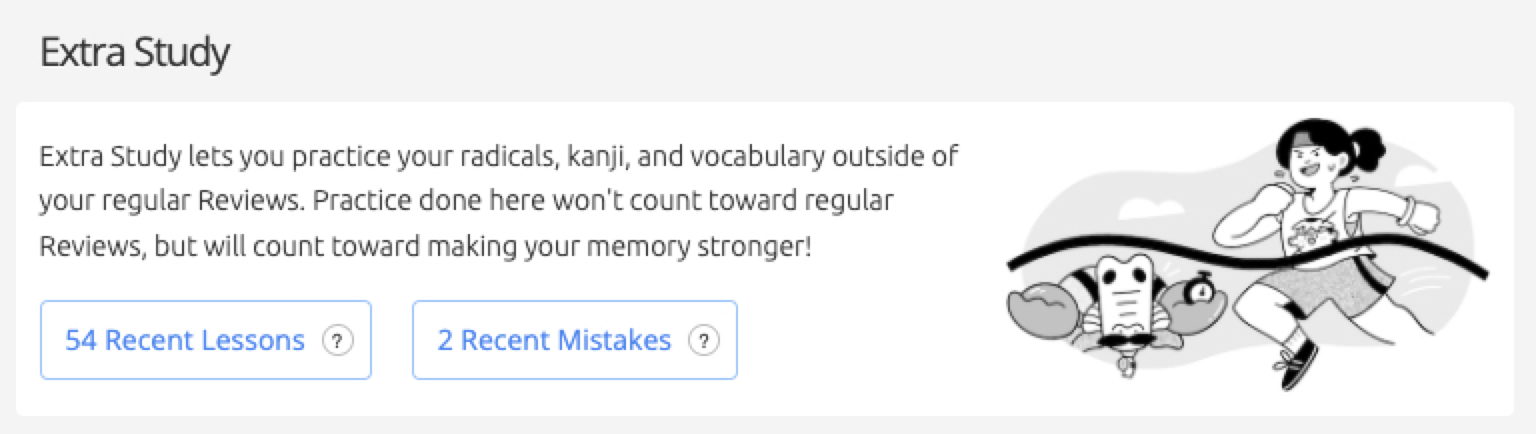 Extra Study
Extra Study lets you practice your radicals, kanji, and vocabulary outside of
your regular Reviews. Practice done here won't count toward regular
Reviews, but will count toward making your memory stronger!
54 Recent Lessons ?
2 Recent Mistakes ?